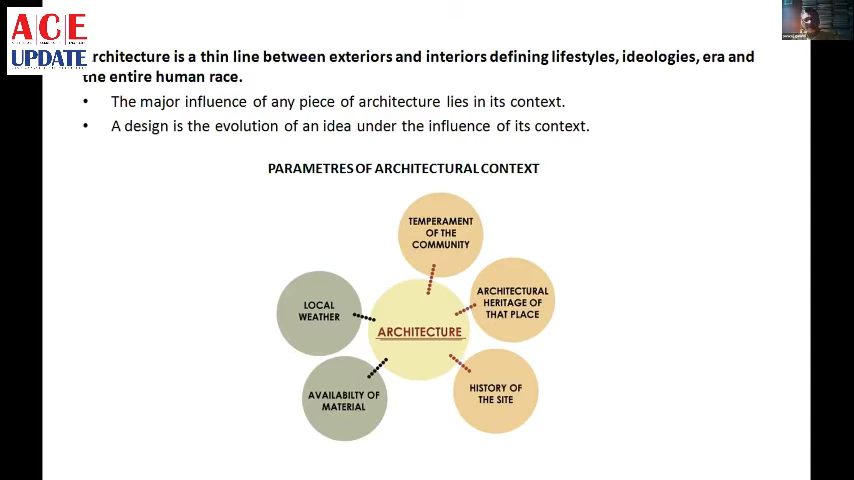 ACE
UPDATE
rchitecture is a thin line between exteriors and interiors defining lifestyles, ideologies, era and
the entire human race.
• The major influence of any piece of architecture lies in its context.
• A design is the evolution of an idea under the influence of its context.
PARAMETRES OF ARCHITECTURAL CONTEXT
TEMPERAMENT
OF THE
COMMUNITY
ARCHITECTURAL
HERITAGE OF
THAT PLACE
LOCAL
WEATHER
ARCHITECTURE
HISTORY OF
THE SITE
AVAILABILTY OF
MATERIAL